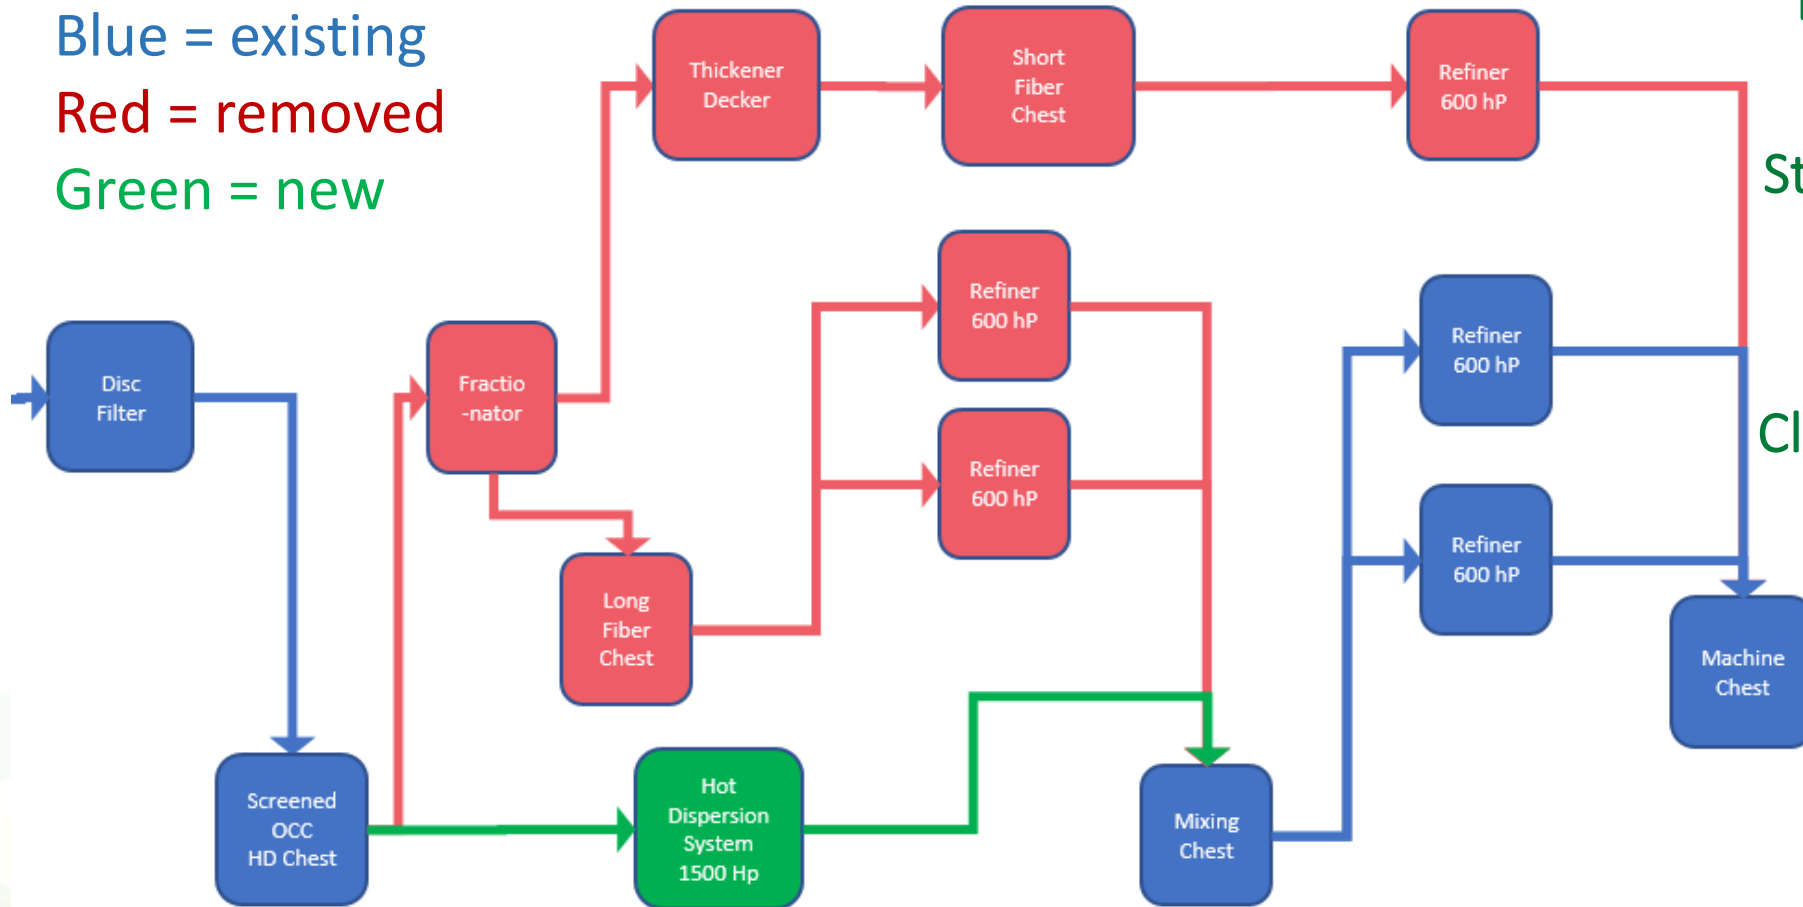 Blue = existing
Red = removed
Green = new
Thickener
Decker
Short
Fiber
Chest
Refiner
600 hP
St
Refiner
600 hP
Refiner
600 hP
Disc
Filter
Fractio
-nator
Cl
Refiner
600 hP
Refiner
600 hP
Long
Fiber
Chest
Machine
Chest
Screened
OCC
HD Chest
Hot
Dispersion
System
1500 Hp
Mixing
Chest